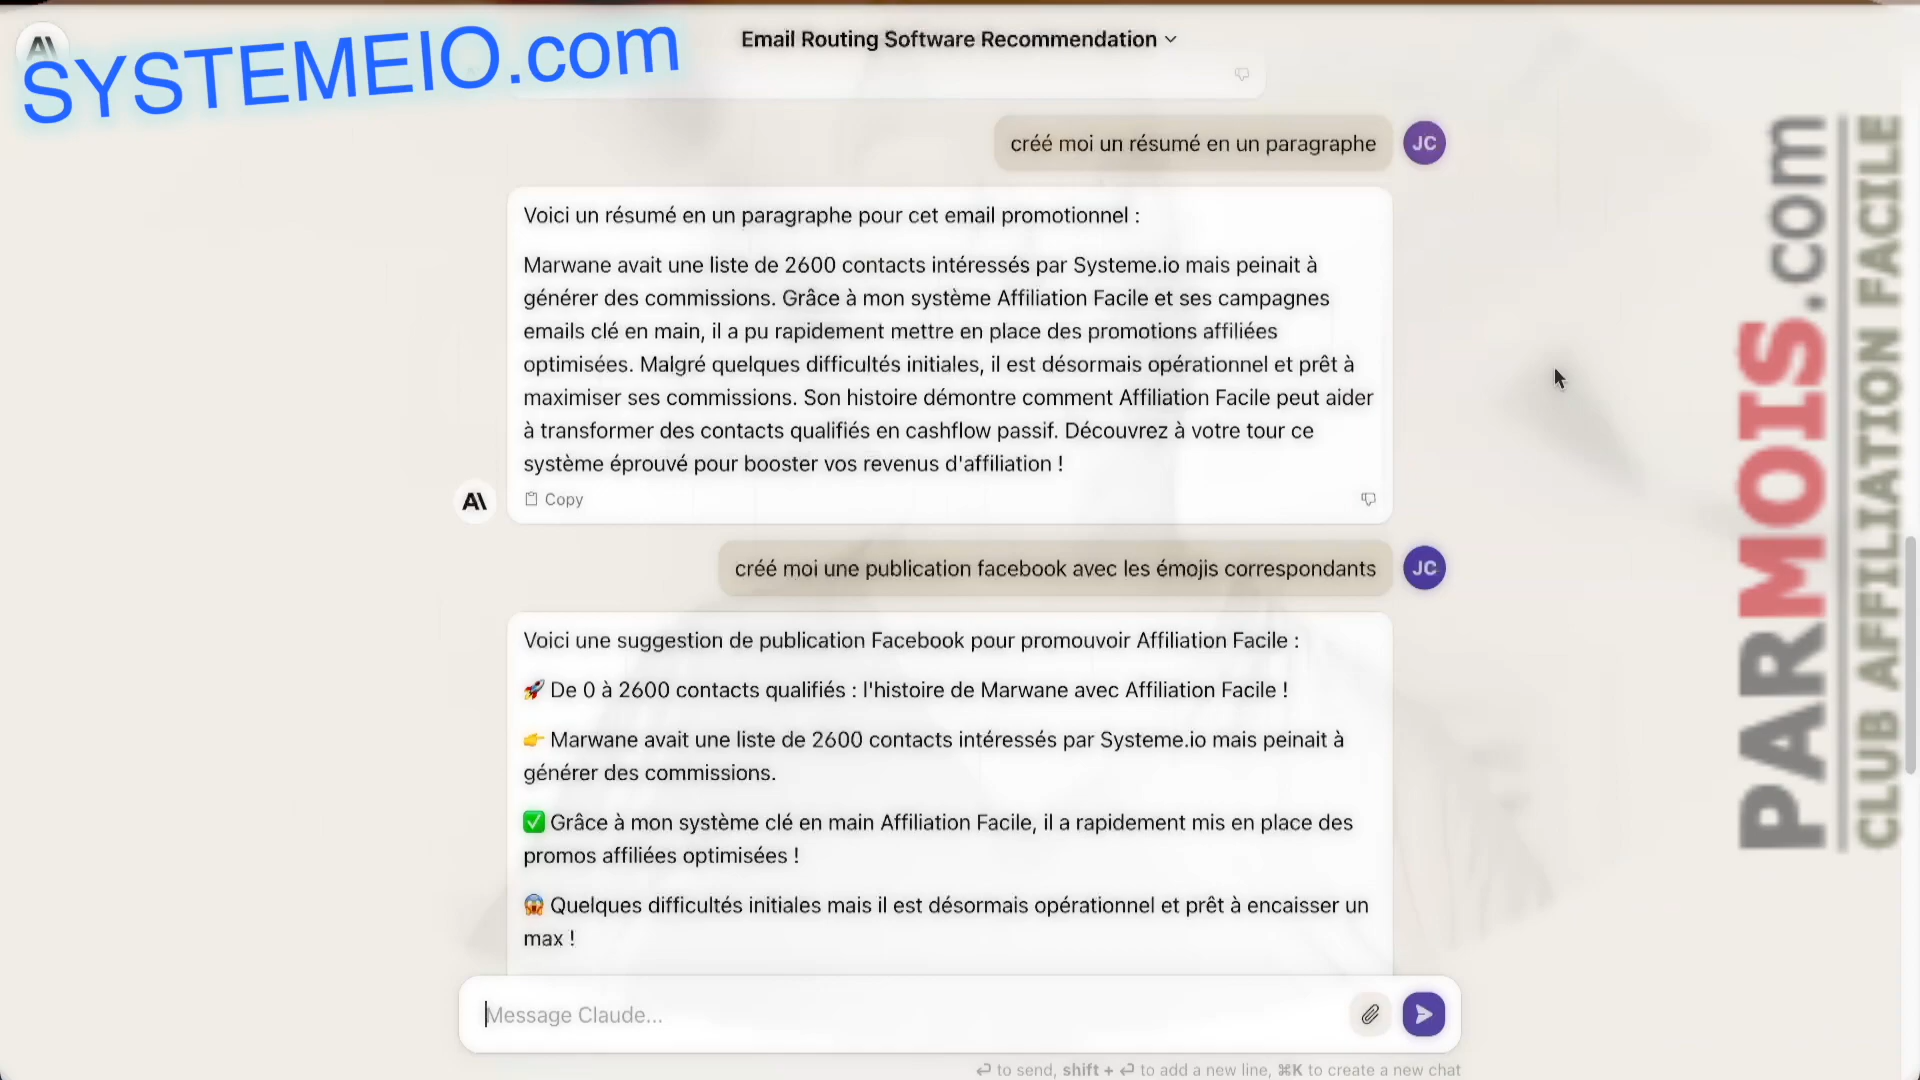 SYSTEMEIO.com
Email Routing Software Recommendation
créé moi un résumé en un paragraphe
JC
Voici un résumé en un paragraphe pour cet email promotionnel :
Marwane avait une liste de 2600 contacts intéressés par Systeme.io mais peinait à
générer des commissions. Grâce à mon système Affiliation Facile et ses campagnes
emails clé en main, il a pu rapidement mettre en place des promotions affiliées
optimisées. Malgré quelques difficultés initiales, il est désormais opérationnel et prêt à
maximiser ses commissions. Son histoire démontre comment Affiliation Facile peut aider
à transformer des contacts qualifiés en cashflow passif. Découvrez à votre tour ce
système éprouvé pour booster vos revenus d'affiliation !
Copy
créé moi une publication facebook avec les émojis correspondants
JC
Voici une suggestion de publication Facebook pour promouvoir Affiliation Facile :
🚀 De 0 à 2600 contacts qualifiés : l'histoire de Marwane avec Affiliation Facile !
👉 Marwane avait une liste de 2600 contacts intéressés par Systeme.io mais peinait à
générer des commissions.
✅ Grâce à mon système clé en main Affiliation Facile, il a rapidement mis en place des
promos affiliées optimisées !
😱 Quelques difficultés initiales mais il est désormais opérationnel et prêt à encaisser un
max !
Message Claude...
↵ to send, shift + ↵ to add a new line, ⌘K to create a new chat
PARMOIS.com
CLUB AFFILIATION FACILE